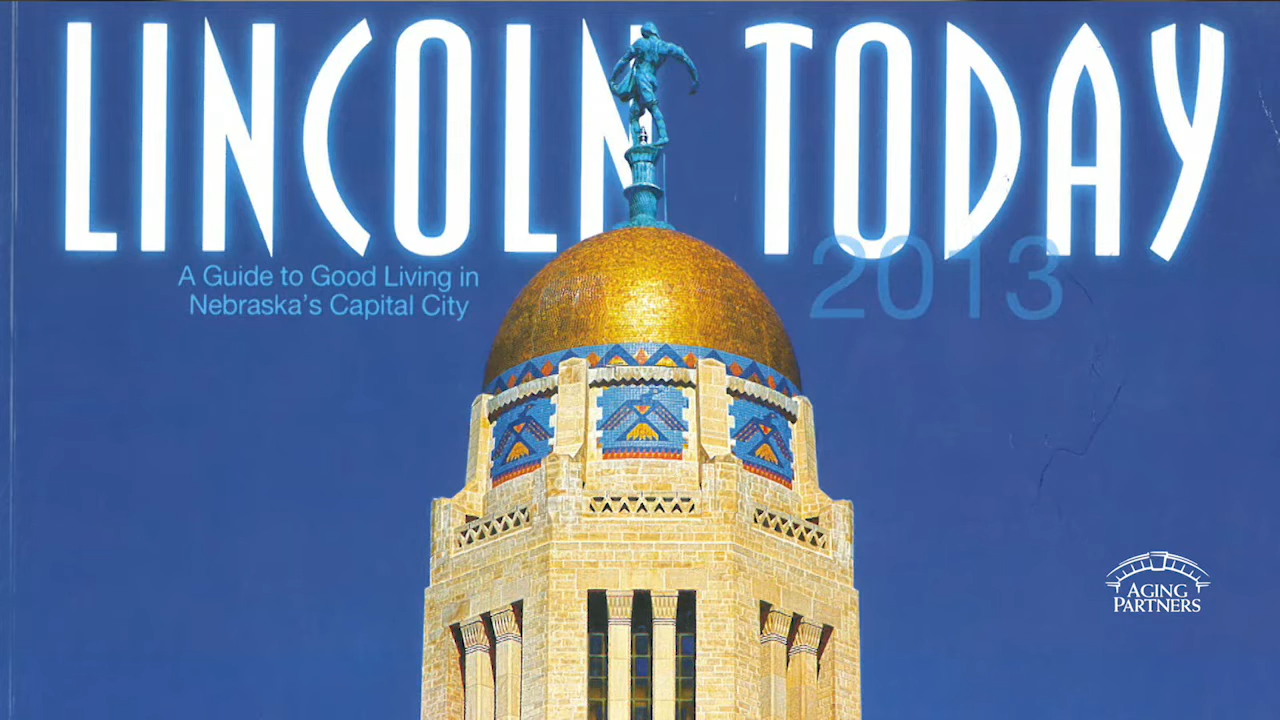 LINCOLN TODAY
2013
A Guide to Good Living in
Nebraska's Capital City
AGING
PARTNERS